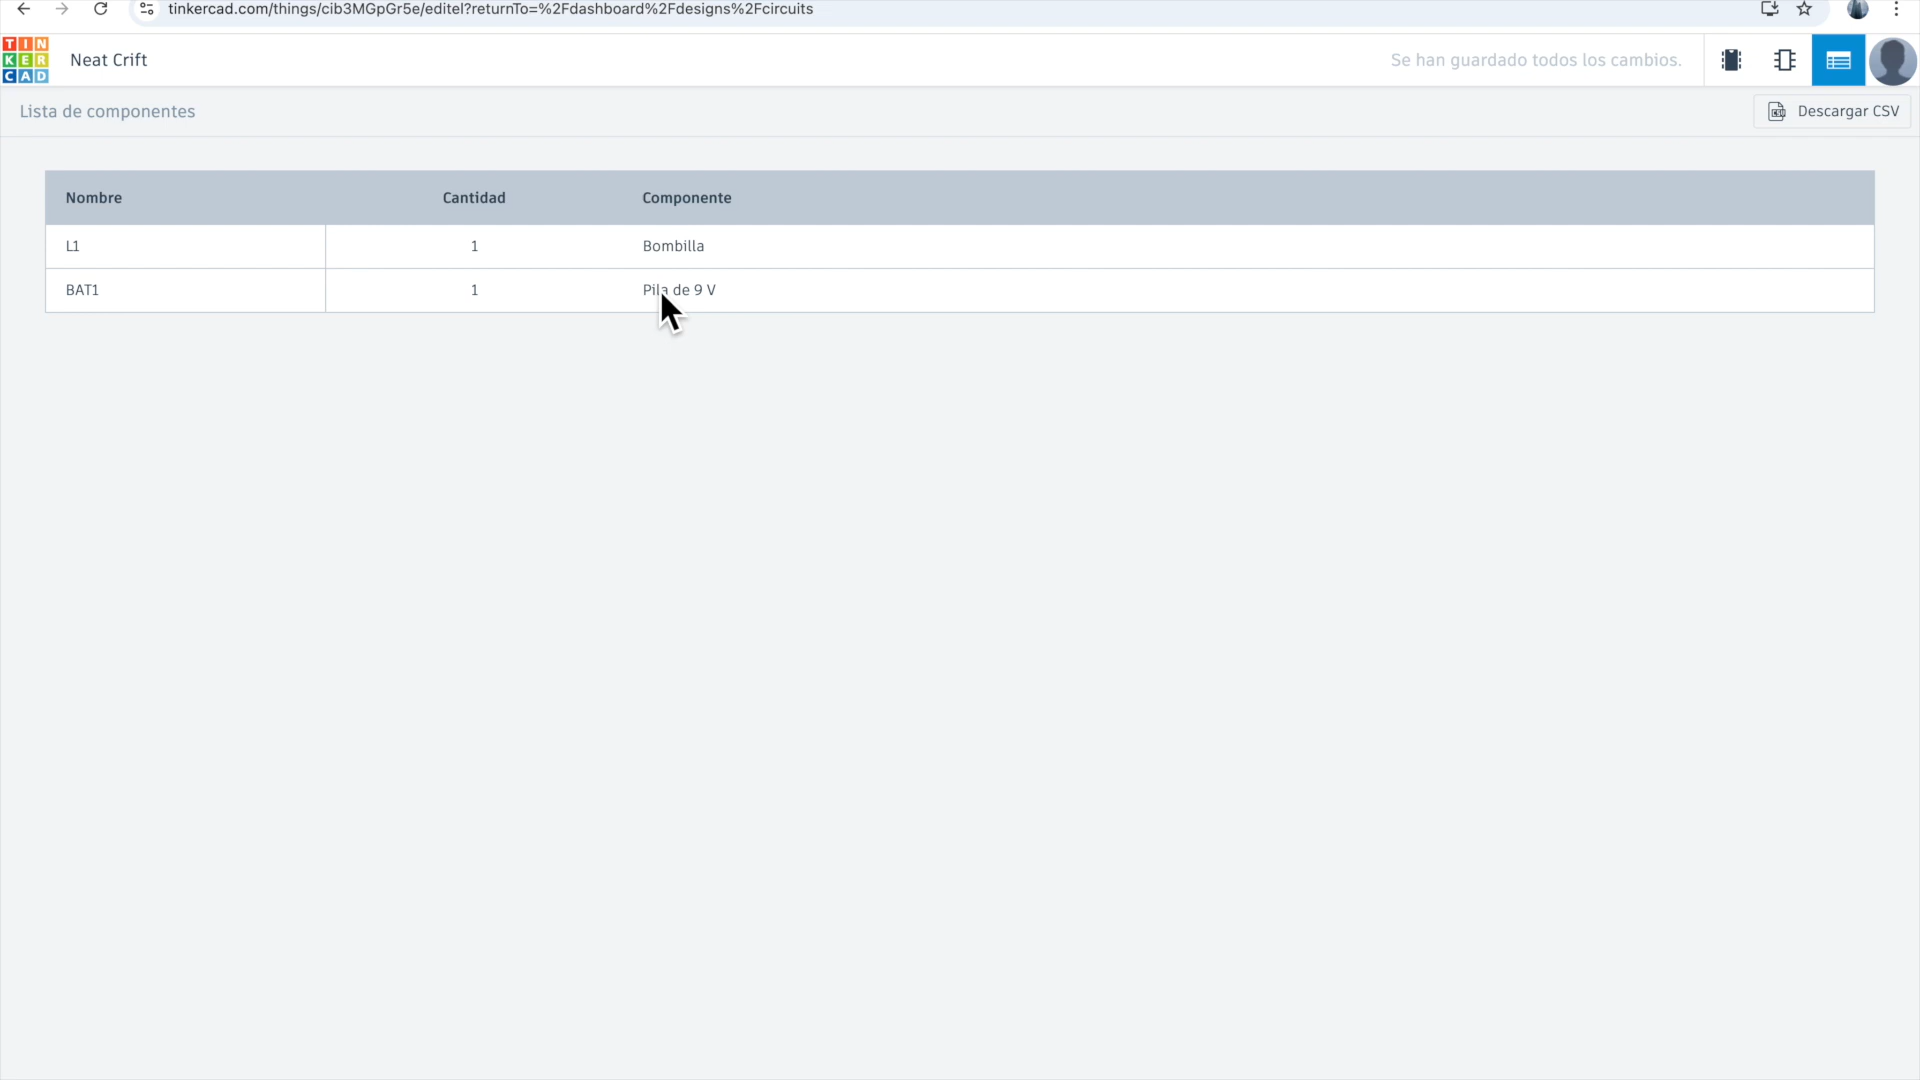 tinkercad.com/things/cib3MGpGr5e/editel?returnTo=%2Fdashboard%2Fdesigns%2Fcircuits
TIN
KER
CAD
Neat Crift
Se han guardado todos los cambios.
Lista de componentes
Descargar CSV
Nombre Cantidad Componente
L1 1 Bombilla
BAT1 1 Pila de 9 V